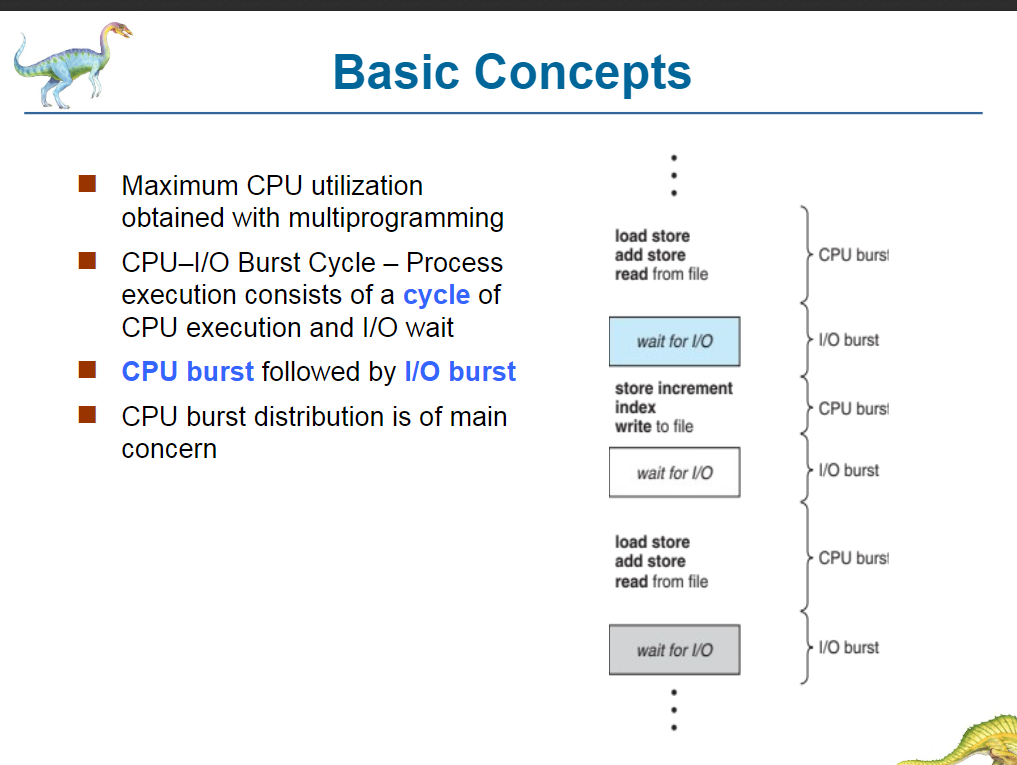 Basic Concepts
Maximum CPU utilization
obtained with multiprogramming
CPU–I/O Burst Cycle – Process
execution consists of a cycle of
CPU execution and I/O wait
CPU burst followed by I/O burst
CPU burst distribution is of main
concern
load store
add store
read from file
CPU burst
wait for I/O
I/O burst
store increment
index
write to file
CPU burst
wait for I/O
I/O burst
load store
add store
read from file
CPU burst
wait for I/O
I/O burst